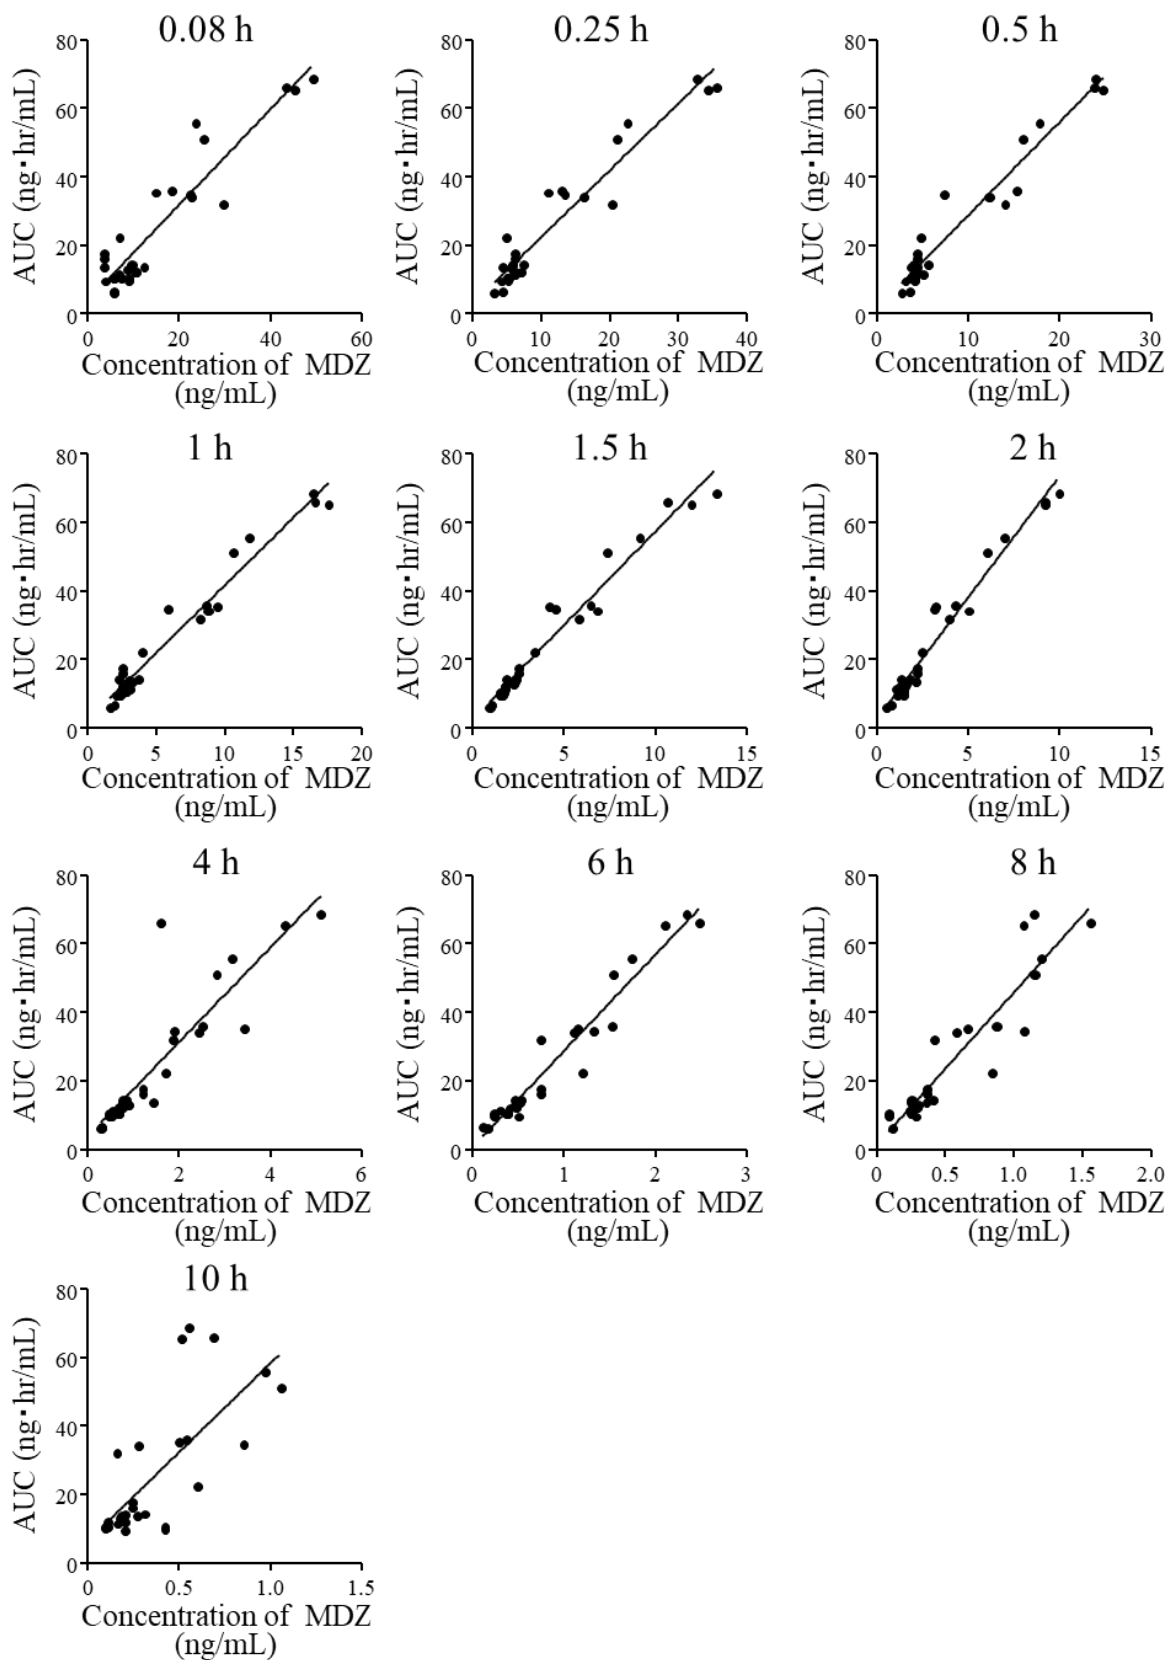 0.08 h 0.25 h 0.5 h
AUC (ng·hr/mL) AUC (ng·hr/mL) AUC (ng·hr/mL)
80 80 80
60 60 60
40 40 40
20 20 20
0 0 0
0 20 40 60 0 10 20 30 40 0 10 20 30
Concentration of MDZ Concentration of MDZ Concentration of MDZ
(ng/mL) (ng/mL) (ng/mL)
1 h 1.5 h 2 h
AUC (ng·hr/mL) AUC (ng·hr/mL) AUC (ng·hr/mL)
80 80 80
60 60 60
40 40 40
20 20 20
0 0 0
0 5 10 15 20 0 5 10 15 0 5 10 15
Concentration of MDZ Concentration of MDZ Concentration of MDZ
(ng/mL) (ng/mL) (ng/mL)
4 h 6 h 8 h
AUC (ng·hr/mL) AUC (ng·hr/mL) AUC (ng·hr/mL)
80 80 80
60 60 60
40 40 40
20 20 20
0 0 0
0 2 4 6 0 1 2 3 0 0.5 1.0 1.5 2.0
Concentration of MDZ Concentration of MDZ Concentration of MDZ
(ng/mL) (ng/mL) (ng/mL)
10 h
AUC (ng·hr/mL)
80
60
40
20
0
0 0.5 1.0 1.5
Concentration of MDZ
(ng/mL)